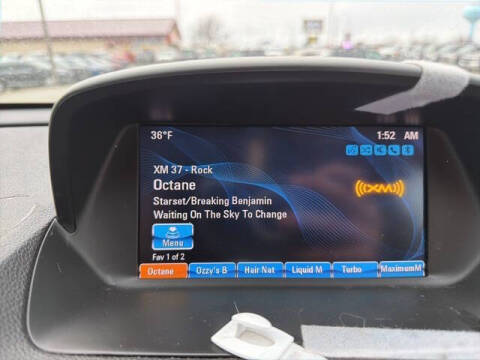 36°F 1:52 AM
XM 37 - Rock
Octane
Starset/Breaking Benjamin
((XM))
Waiting On The Sky To Change
Menu
Fav 1 of 2
Octane Ozzy's B Hair Nat Liquid M Turbo MaximumM